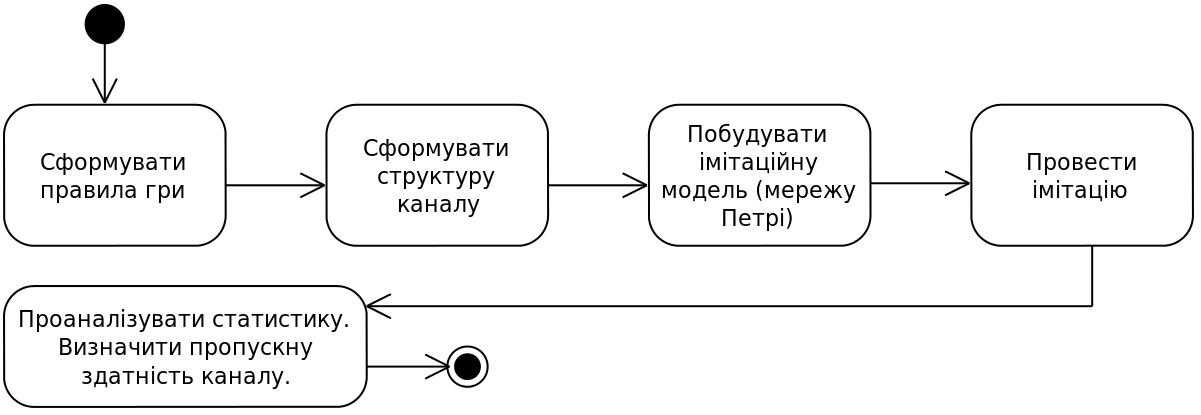 Сформувати
правила гри
Сформувати
структуру
каналу
Побудувати
імітаційну
модель (мережу
Петрі)
Провести
імітацію
Проаналізувати статистику.
Визначити пропускну
здатність каналу.